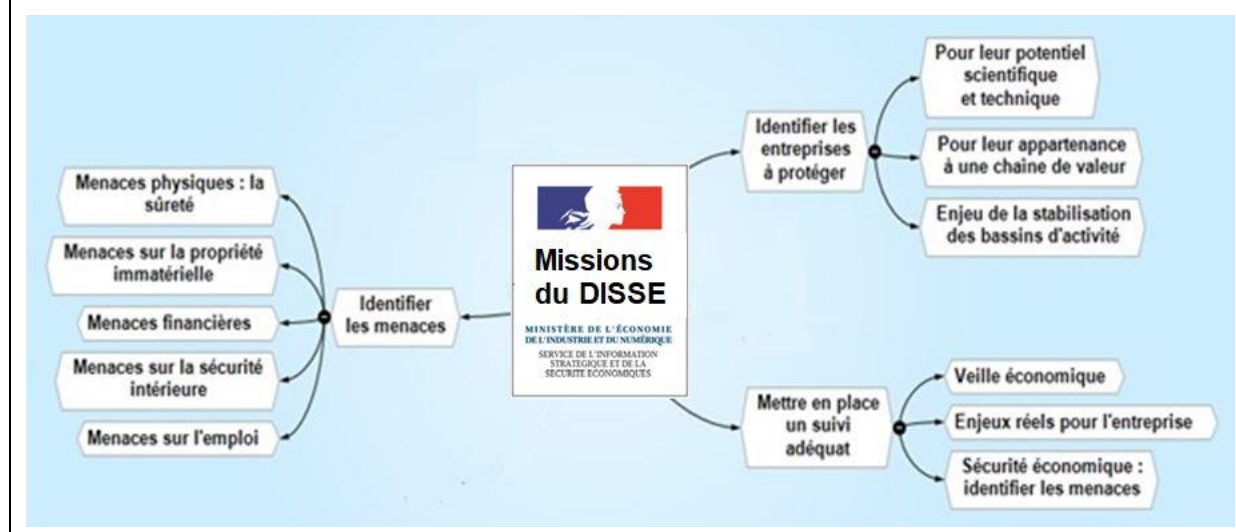 Missions
du DISSE
MINISTÈRE DE L'ÉCONOMIE
DE L'INDUSTRIE ET DU NUMÉRIQUE
SERVICE DE L'INFORMATION
STRATEGIQUE ET DE LA
SÉCURITÉ ECONOMIQUES
Identifier les
entreprises
à protéger
Pour leur potentiel
scientifique
et technique
Pour leur appartenance
à une chaîne de valeur
Enjeu de la stabilisation
des bassins d'activité
Mettre en place
un suivi
adéquat
Veille économique
Enjeux réels pour l'entreprise
Sécurité économique :
identifier les menaces
Identifier
les menaces
Menaces physiques : la
sûreté
Menaces sur la propriété
immatérielle
Menaces financières
Menaces sur la sécurité
intérieure
Menaces sur l'emploi